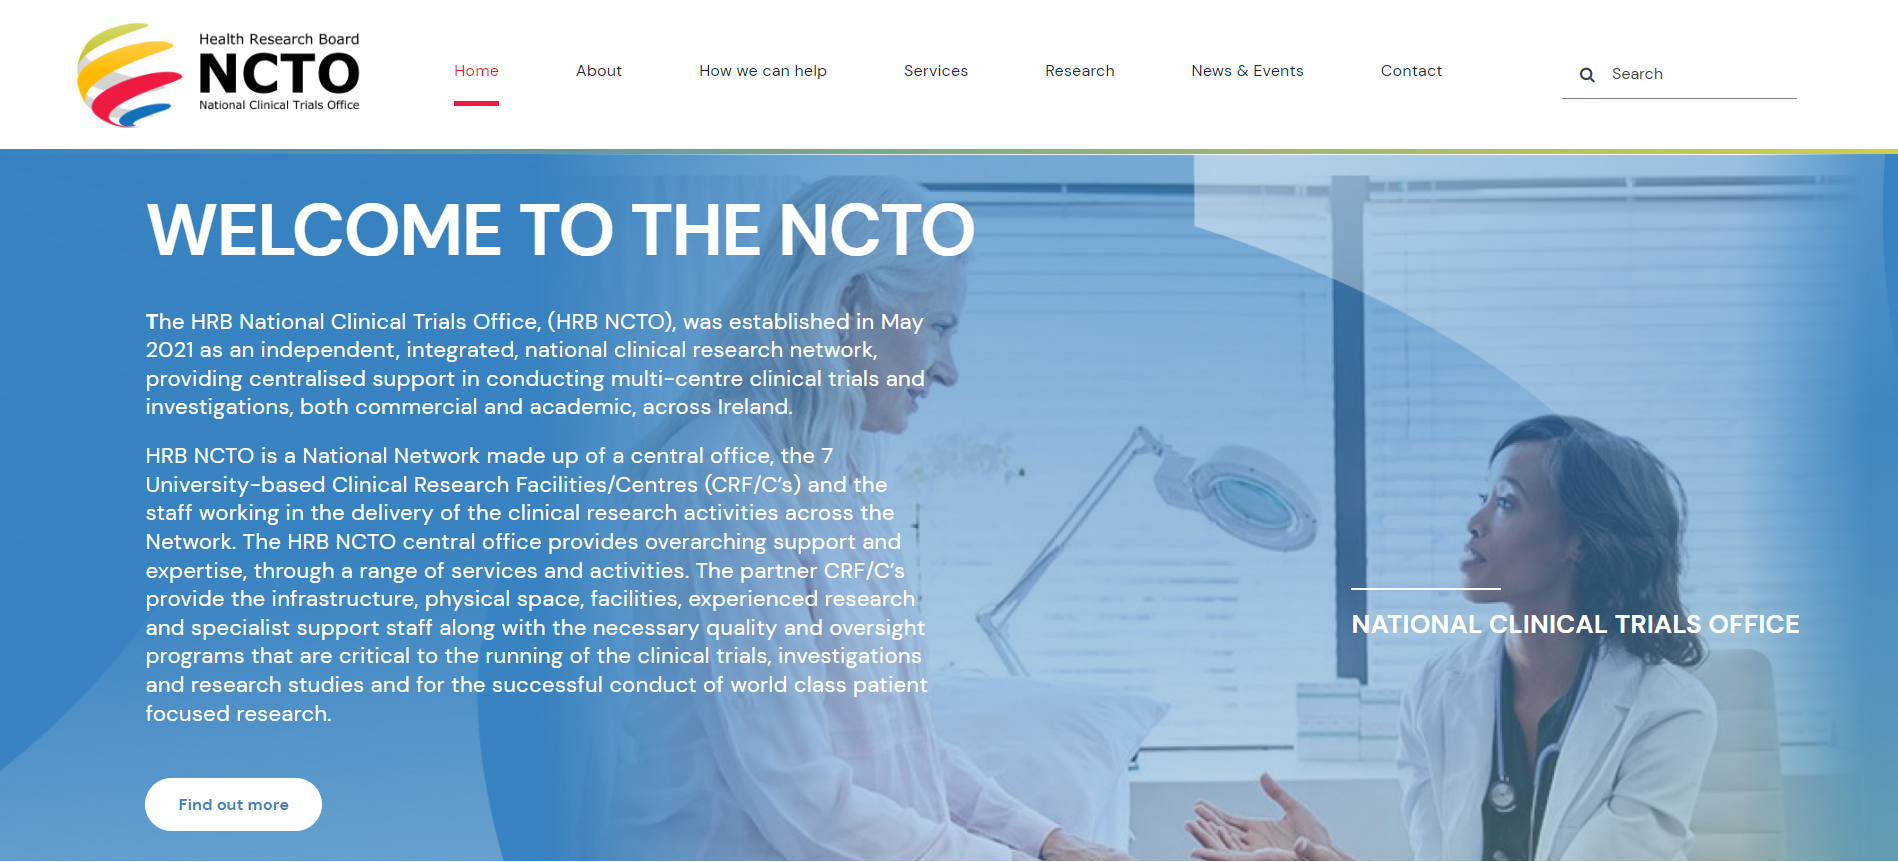 Health Research Board
NCTO
National Clinical Trials Office
Home
About
How we can help
Services
Research
News & Events
Contact
Search
WELCOME TO THE NCTO
The HRB National Clinical Trials Office, (HRB NCTO), was established in May
2021 as an independent, integrated, national clinical research network,
providing centralised support in conducting multi-centre clinical trials and
investigations, both commercial and academic, across Ireland.
HRB NCTO is a National Network made up of a central office, the 7
University-based Clinical Research Facilities/Centres (CRF/C’s) and the
staff working in the delivery of the clinical research activities across the
Network. The HRB NCTO central office provides overarching support and
expertise, through a range of services and activities. The partner CRF/C’s
provide the infrastructure, physical space, facilities, experienced research
and specialist support staff along with the necessary quality and oversight
programs that are critical to the running of the clinical trials, investigations
and research studies and for the successful conduct of world class patient
focused research.
NATIONAL CLINICAL TRIALS OFFICE
Find out more